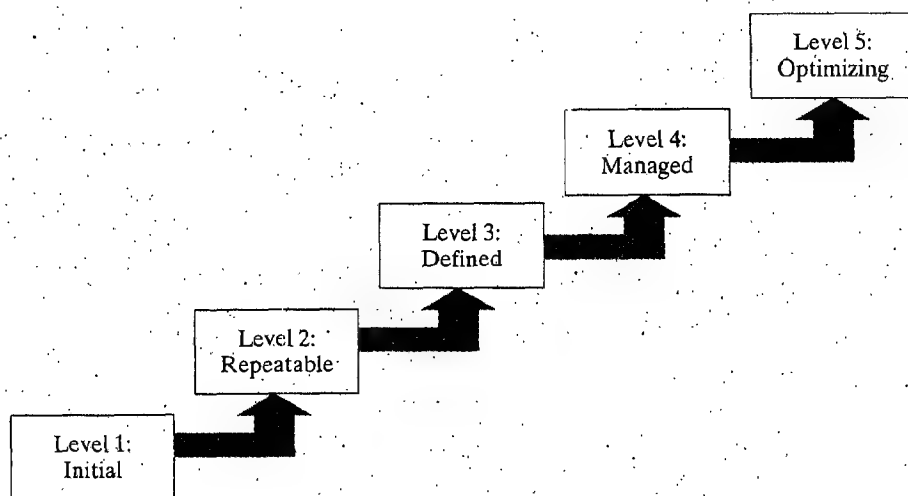 Level 5:
Optimizing
Level 4:
Managed
Level 3:
Defined
Level 2:
Repeatable
Level 1:
Initial